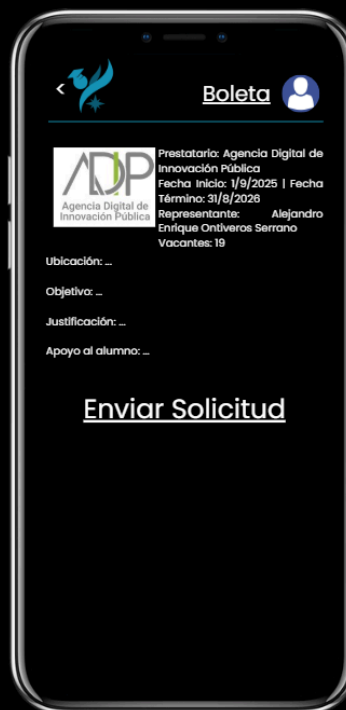 <
Boleta
ADIP
Agencia Digital de
Innovación Pública
Prestatario: Agencia Digital de
Innovación Pública
Fecha Inicio: 1/9/2025 | Fecha
Término: 31/8/2026
Representante: Alejandro
Enrique Ontiveros Serrano
Vacantes: 19
Ubicación: ...
Objetivo: ...
Justificación: ...
Apoyo al alumno: ...
Enviar Solicitud